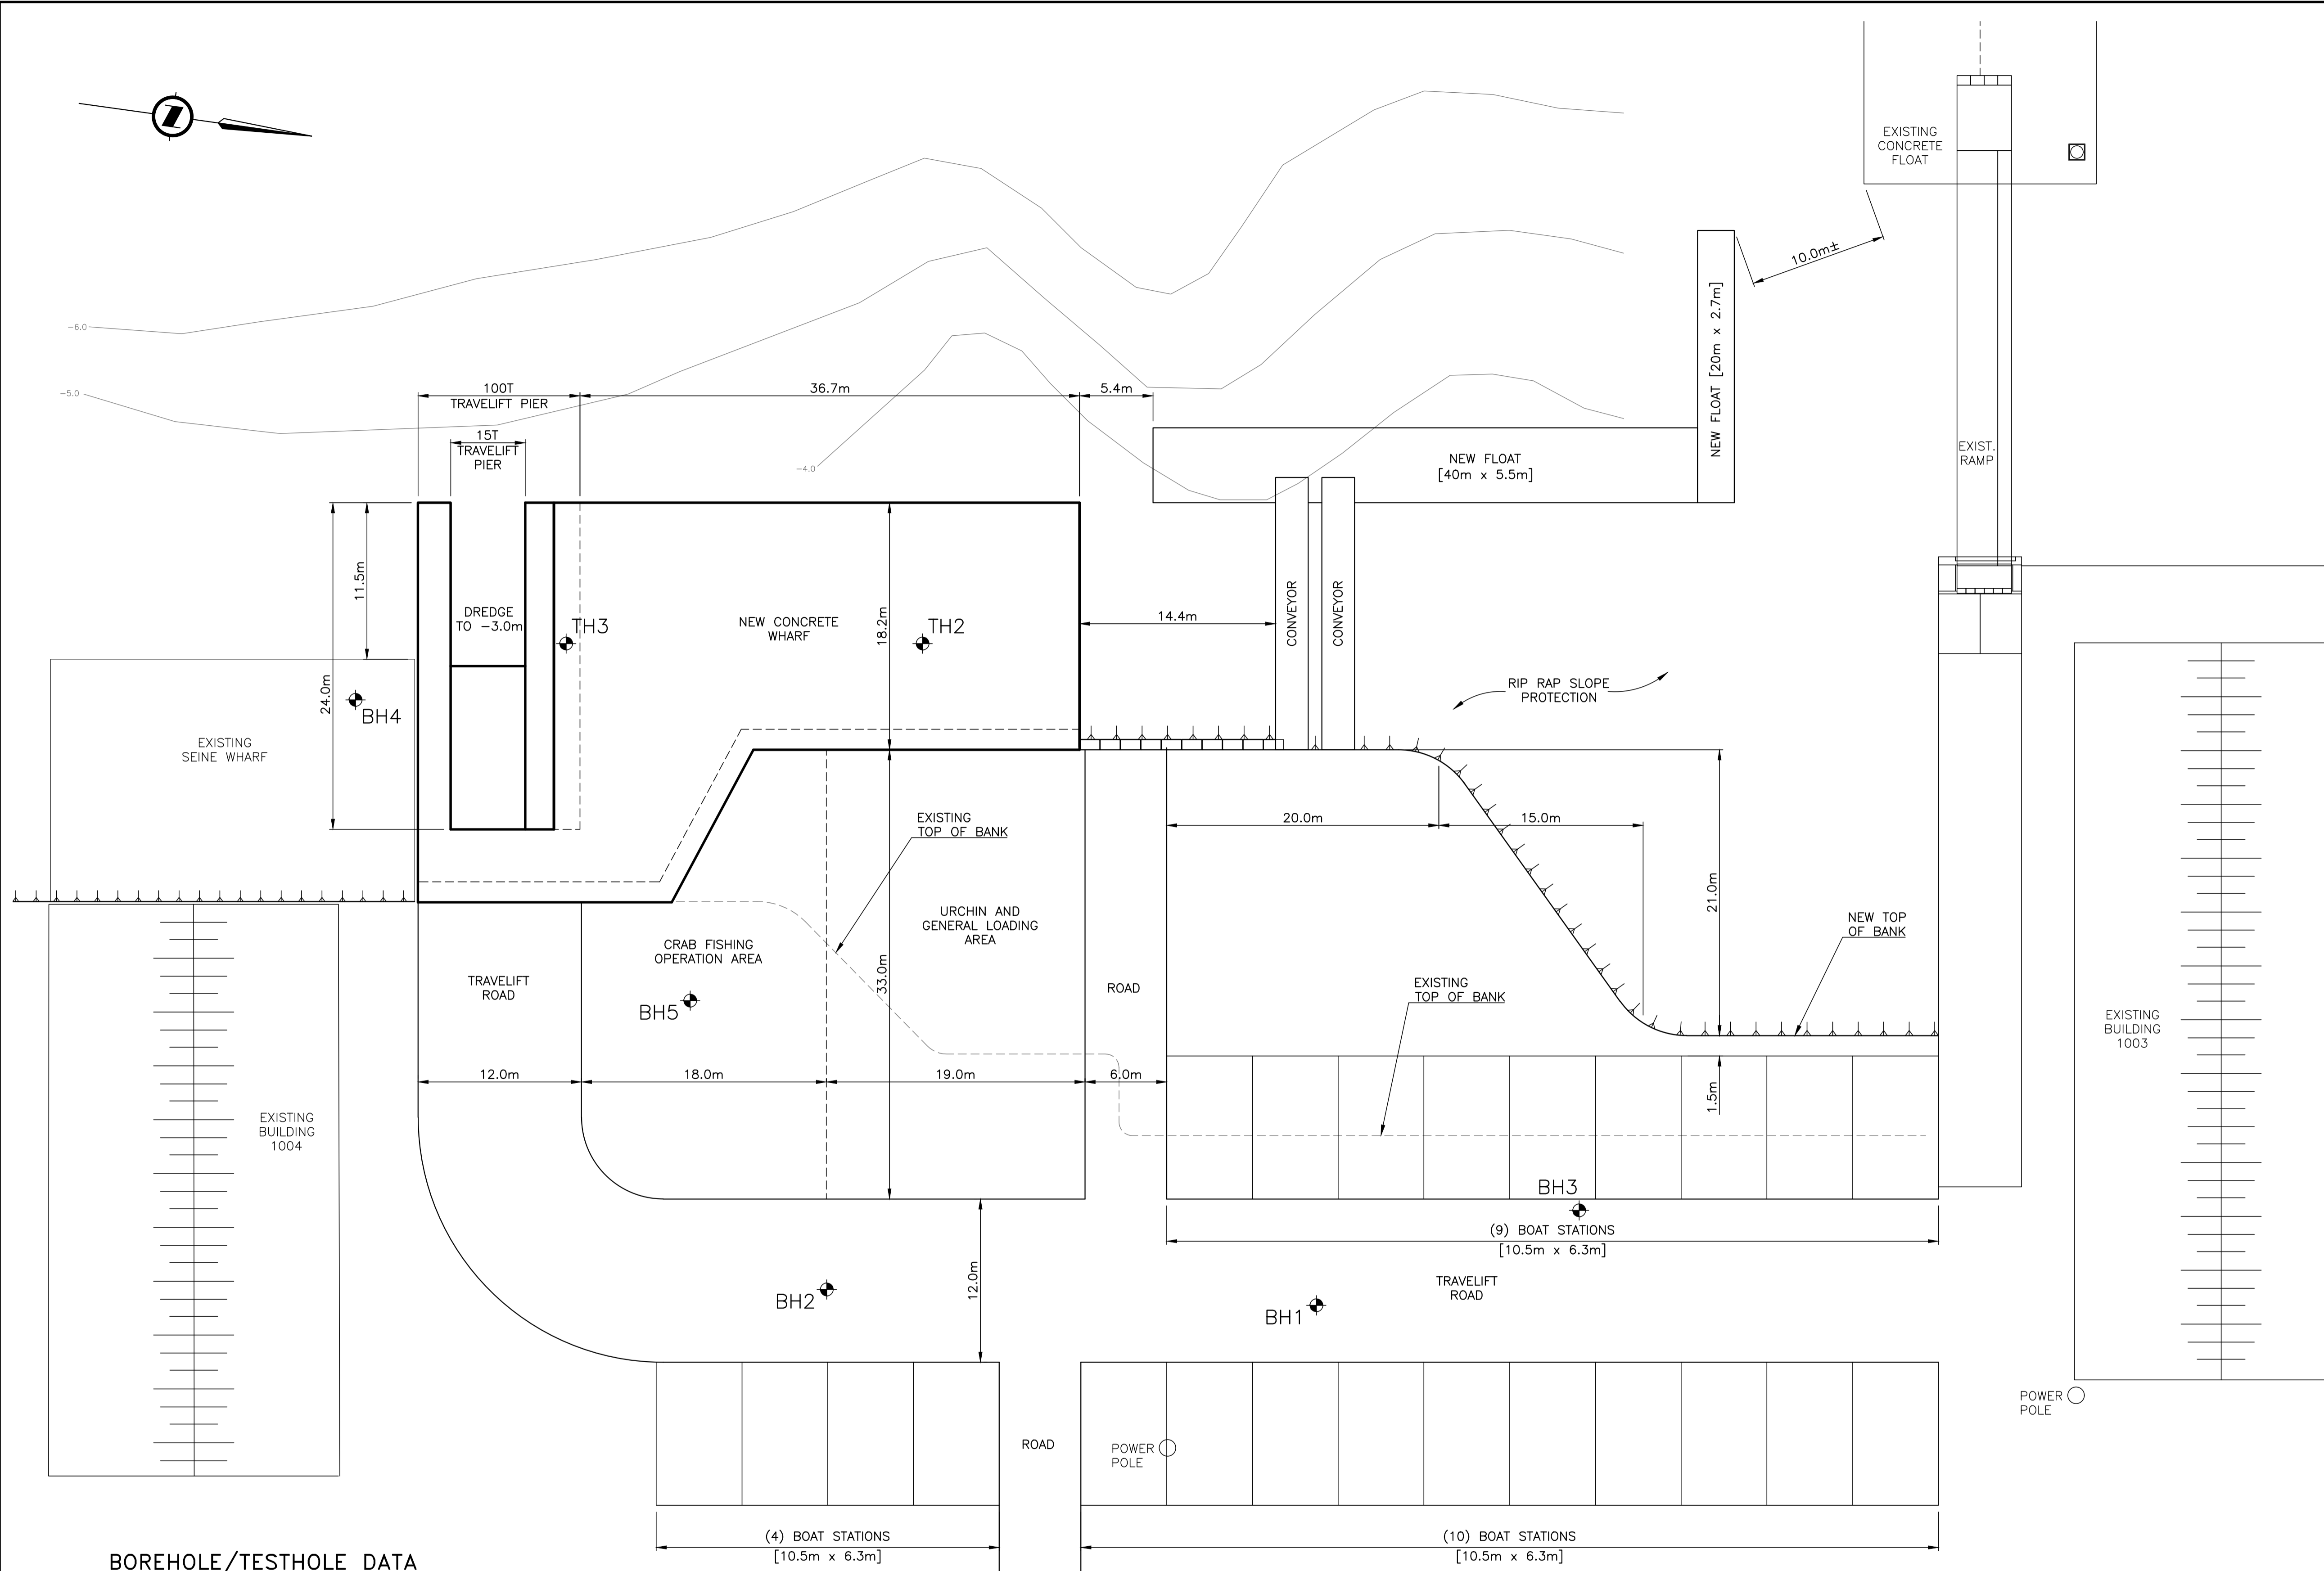 Z
EXISTING
CONCRETE
FLOAT
10.0m±
NEW FLOAT [20m x 2.7m]
-6.0
-5.0
-4.0
100T
TRAVELIFT PIER
36.7m
5.4m
15T
TRAVELIFT
PIER
NEW FLOAT
[40m x 5.5m]
EXIST.
RAMP
11.5m
24.0m
DREDGE
TO -3.0m
TH3
NEW CONCRETE
WHARF
18.2m
TH2
14.4m
CONVEYOR
CONVEYOR
RIP RAP SLOPE
PROTECTION
BH4
EXISTING
SEINE WHARF
EXISTING
TOP OF BANK
20.0m
15.0m
21.0m
URCHIN AND
GENERAL LOADING
AREA
NEW TOP
OF BANK
CRAB FISHING
OPERATION AREA
TRAVELIFT
ROAD
33.0m
ROAD
EXISTING
TOP OF BANK
BH5
EXISTING
BUILDING
1003
12.0m
18.0m
19.0m
6.0m
1.5m
EXISTING
BUILDING
1004
BH3
(9) BOAT STATIONS
[10.5m x 6.3m]
12.0m
TRAVELIFT
ROAD
BH2
BH1
POWER
POLE
ROAD
POWER
POLE
(4) BOAT STATIONS
[10.5m x 6.3m]
(10) BOAT STATIONS
[10.5m x 6.3m]
BOREHOLE/TESTHOLE DATA